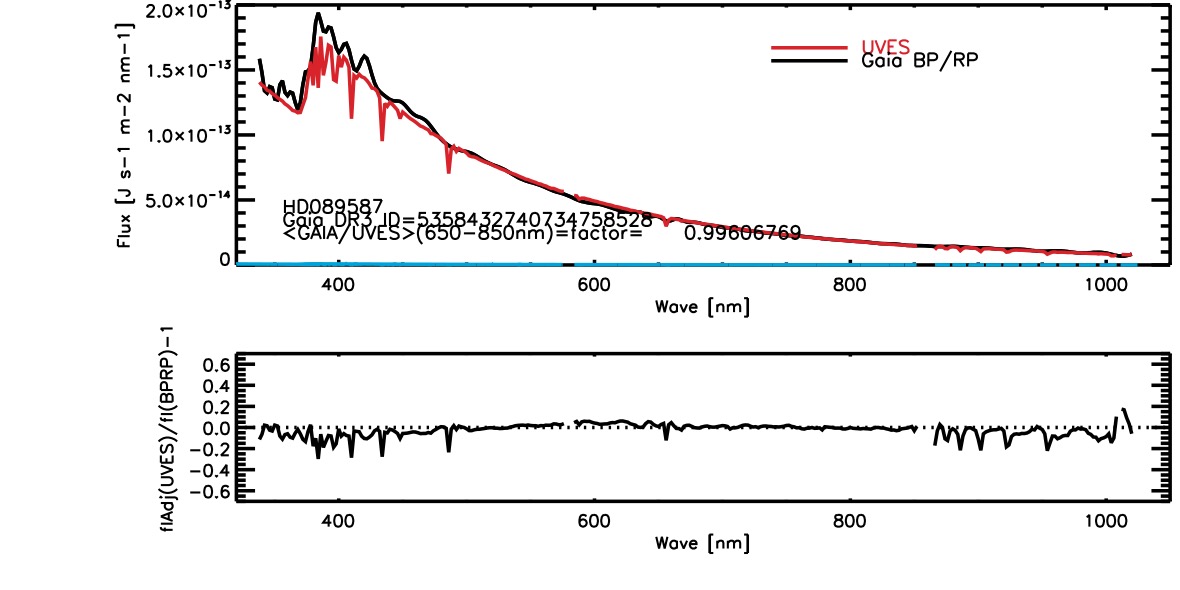 2.0×10−13
1.5×10−13
1.0×10−13
5.0×10−14
0
Flux [J s−1 m−2 nm−1]
UVES
Gaia BP/RP
HD089587
Gaia DR3 ID=5358432740734758528
<GAIA/UVES>(650−850nm)=factor= 0.99606769
400 600 800 1000
Wave [nm]
flAdj(UVES)/fl(BPRP)−1
0.6
0.4
0.2
0.0
−0.2
−0.4
−0.6
400 600 800 1000
Wave [nm]